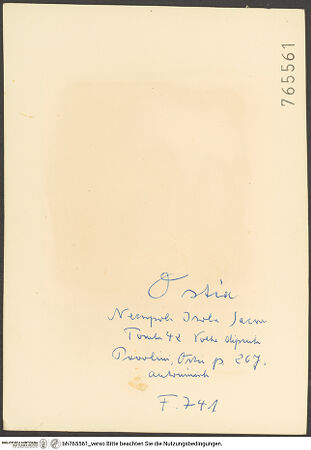 765561
Ostia
Necropoli Isola Sacra
Tomba 42 Volta dipinta
Pavolini, Ostia p. 267.
F. 741
bh765561_verso Bitte beachten Sie die Nutzungsbedingungen.